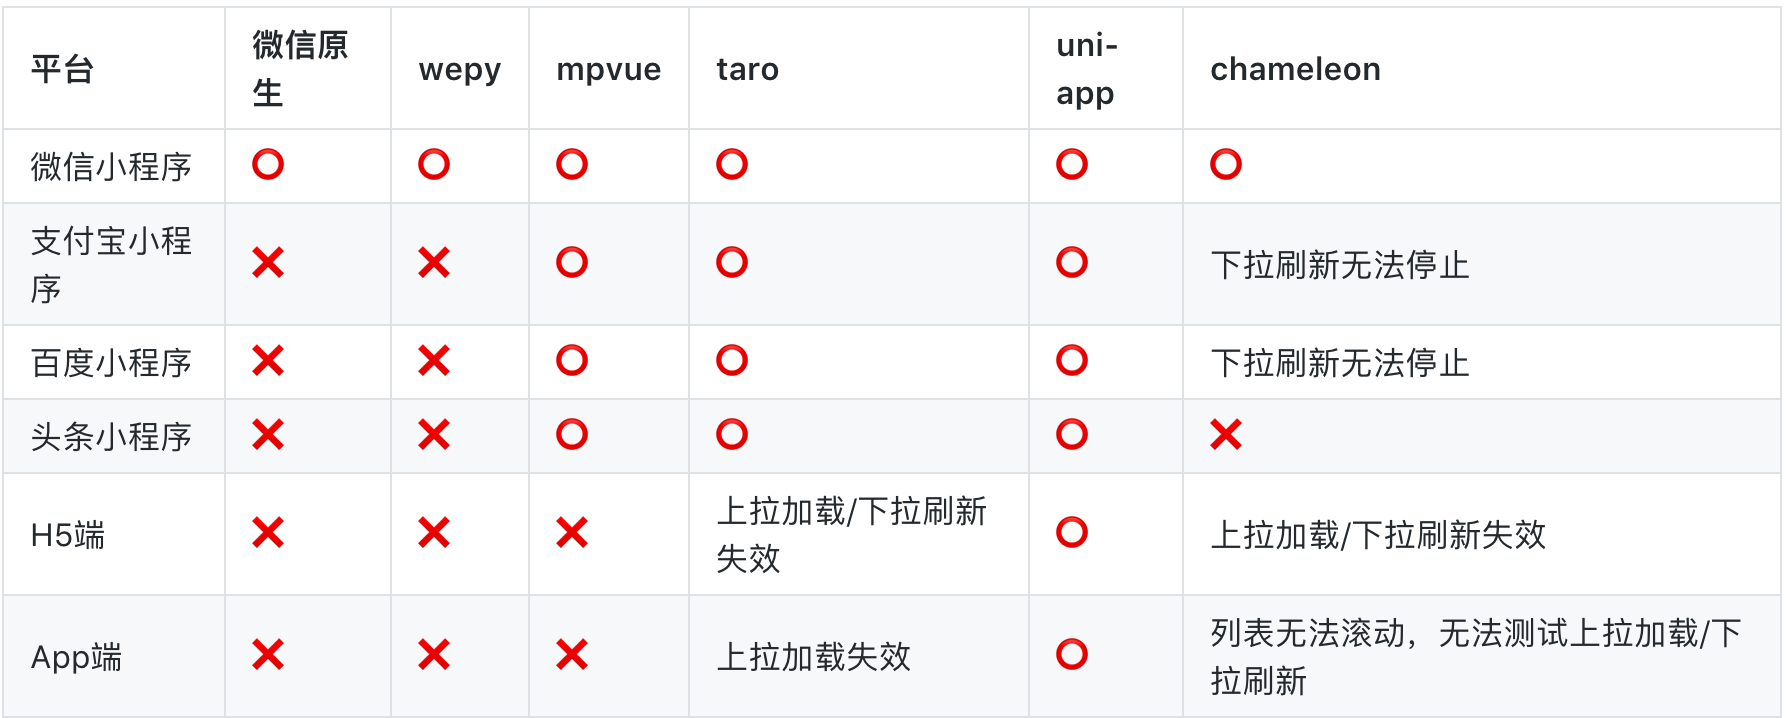 平台
微信原
生
wepy
mpvue
taro
uni-
app
chameleon
微信小程序
⭕ ⭕ ⭕ ⭕ ⭕ ⭕
支付宝小程
序
❌ ❌ ⭕ ⭕ ⭕ 下拉刷新无法停止
百度小程序
❌ ❌ ⭕ ⭕ ⭕ 下拉刷新无法停止
头条小程序
❌ ❌ ⭕ ⭕ ⭕ ❌
H5端
❌ ❌ ❌
上拉加载/下拉刷新
失效
⭕
上拉加载/下拉刷新失效
App端
❌ ❌ ❌
上拉加载失效
⭕
列表无法滚动，无法测试上拉加载/下
拉刷新